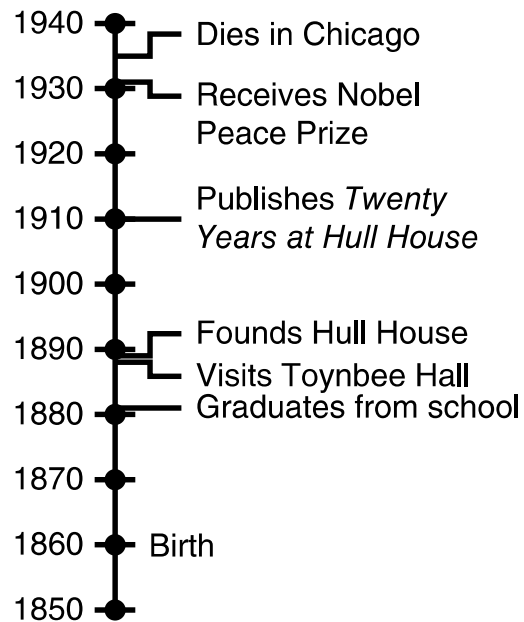 1940
Dies in Chicago
1930
Receives Nobel
Peace Prize
1920
1910
Publishes Twenty
Years at Hull House
1900
1890
Founds Hull House
Visits Toynbee Hall
1880
Graduates from school
1870
1860
Birth
1850